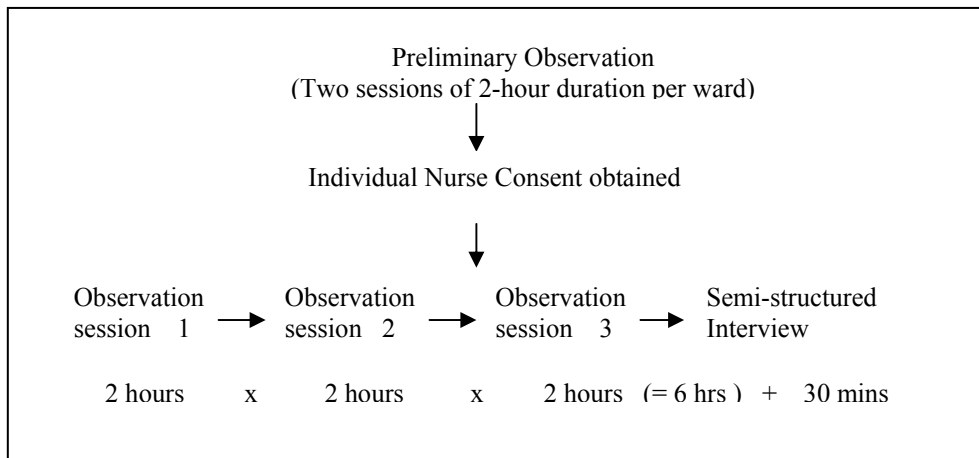 Preliminary Observation
(Two sessions of 2-hour duration per ward)
Individual Nurse Consent obtained
Observation session 1
Observation session 2
Observation session 3
Semi-structured Interview
2 hours x 2 hours x 2 hours (= 6 hrs ) + 30 mins